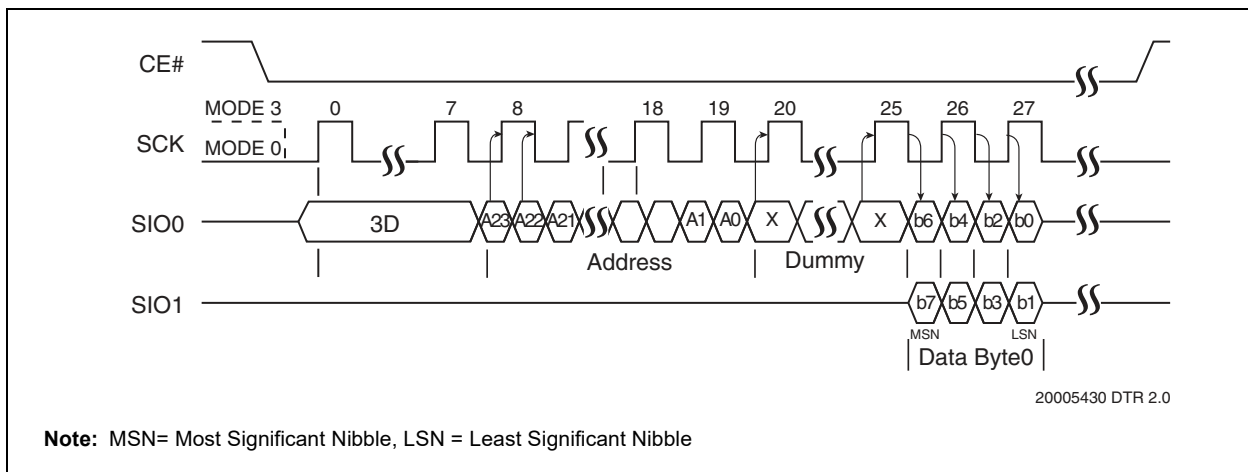 CE#
MODE 3 0 7 8 18 19 20 25 26 27
SCK MODE 0
SIO0 3D A23 A22 A21 A1 A0 X X b6 b4 b2 b0
Address Dummy
SIO1 b7 b5 b3 b1
MSN LSN
Data Byte0
20005430 DTR 2.0
Note: MSN= Most Significant Nibble, LSN = Least Significant Nibble